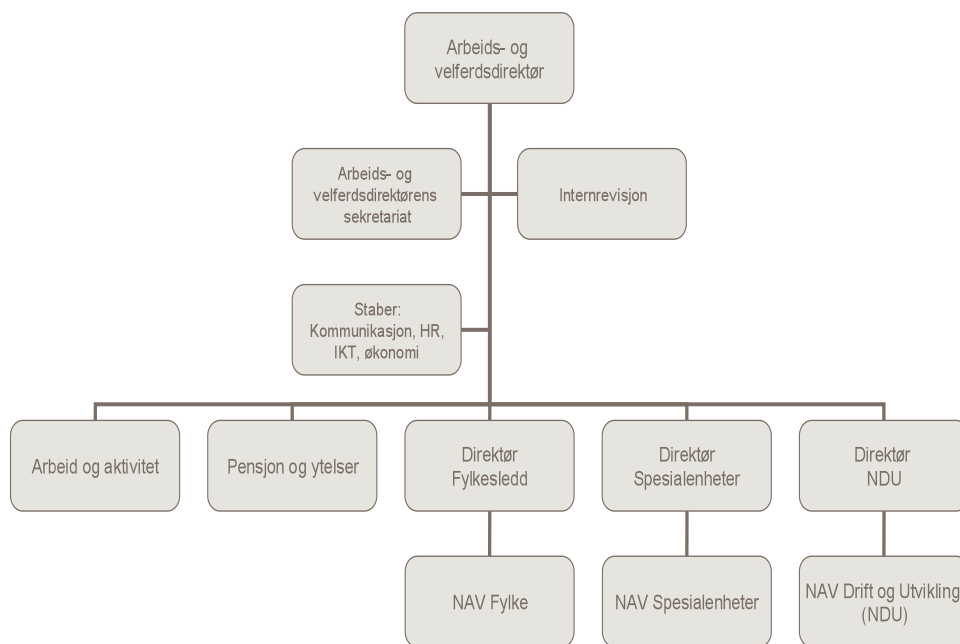 Arbeids- og
velferdsdirektør
Arbeids- og
velferdsdirektørens
sekretariat
Internrevisjon
Staber:
Kommunikasjon, HR,
IKT, økonomi
Arbeid og aktivitet
Pensjon og ytelser
Direktør
Fylkesledd
Direktør
Spesialenheter
Direktør
NDU
NAV Fylke
NAV Spesialenheter
NAV Drift og Utvikling
(NDU)